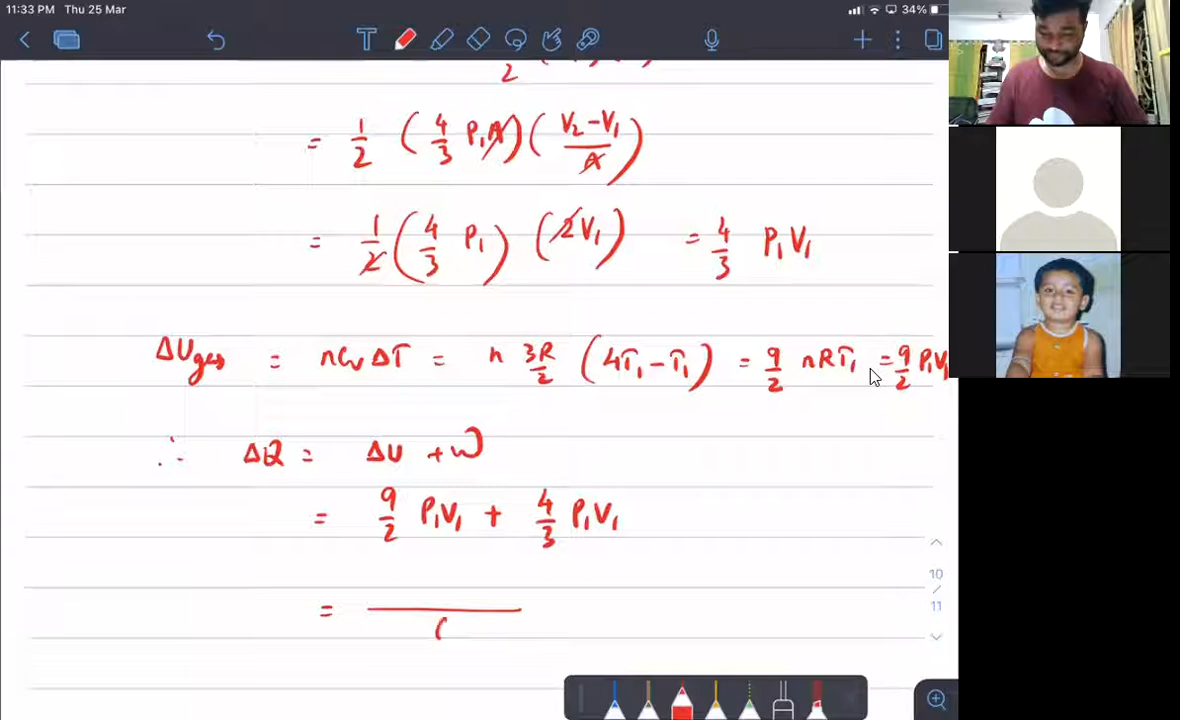 11:33 PM Thu 25 Mar 34%
2
= 1/2 (4/3 P₁A) ((V₂-V₁)/A)
= 1/2 (4/3 P₁) (2V₁) = 4/3 P₁V₁
ΔUgas = nCvΔT = n 3R/2 (4T₁-T₁) = 9/2 nRT₁ = 9/2 P₁V₁
∴ ΔQ = ΔU + W
= 9/2 P₁V₁ + 4/3 P₁V₁
=
10
/
11